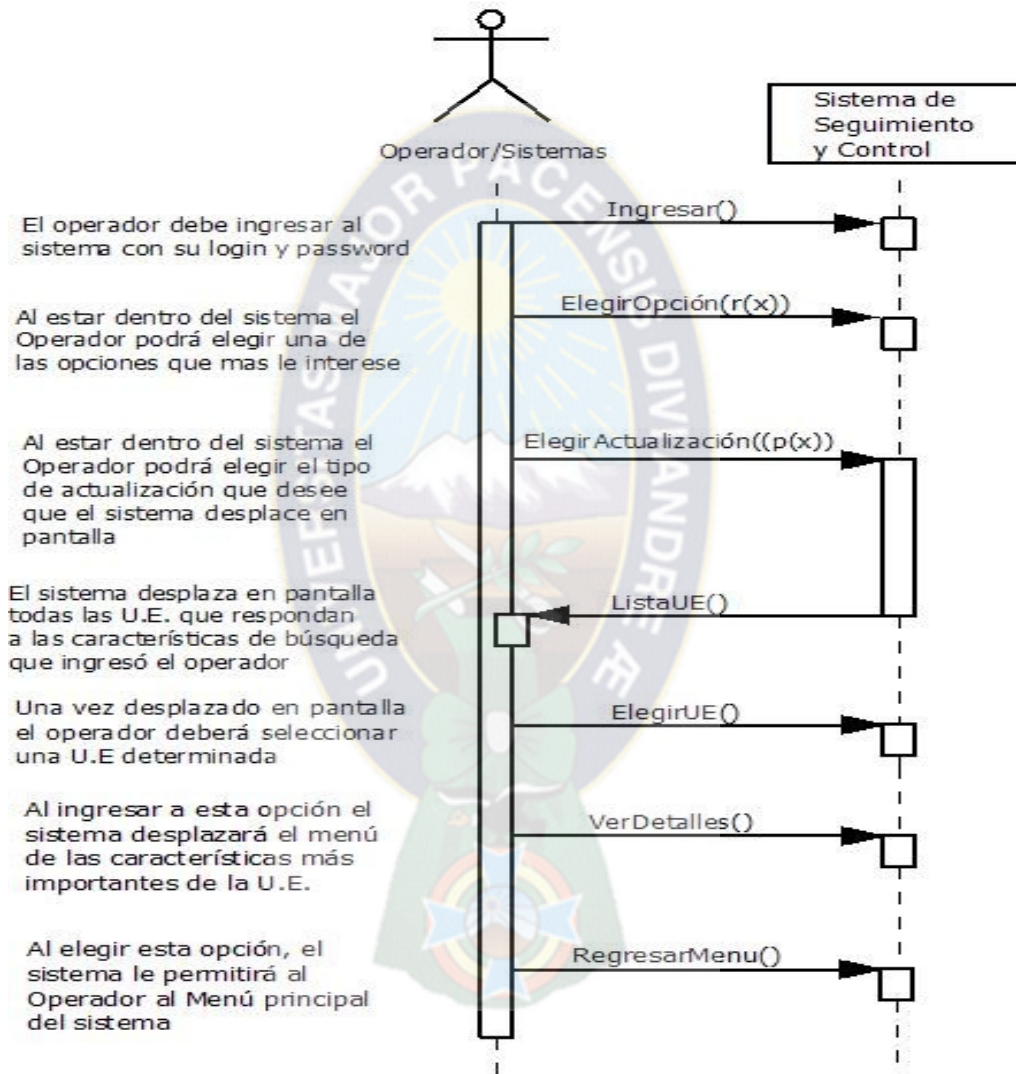 Sistema de
Seguimiento
y Control
Operador/Sistemas
UNIVERSITAS MAJOR PACENSIS DIVI ANDRE Æ
El operador debe ingresar al
sistema con su login y password
Ingresar()
Al estar dentro del sistema el
Operador podrá elegir una de
las opciones que mas le interese
ElegirOpción(r(x))
Al estar dentro del sistema el
Operador podrá elegir el tipo
de actualización que desee
que el sistema desplace en
pantalla
ElegirActualización((p(x))
El sistema desplaza en pantalla
todas las U.E. que respondan
a las características de búsqueda
que ingresó el operador
ListaUE()
Una vez desplazado en pantalla
el operador deberá seleccionar
una U.E determinada
ElegirUE()
Al ingresar a esta opción el
sistema desplazará el menú
de las características más
importantes de la U.E.
VerDetalles()
Al elegir esta opción, el
sistema le permitirá al
Operador al Menú principal
del sistema
RegresarMenu()